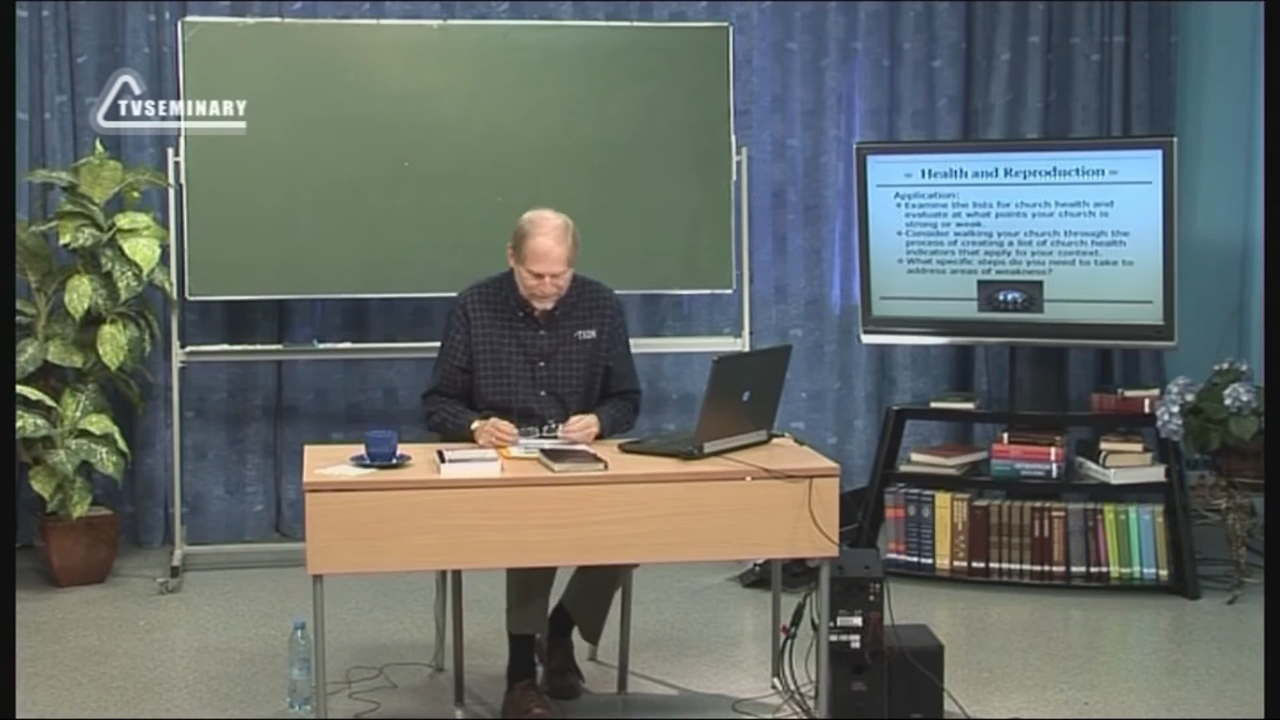 TVSEMINARY
Health and Reproduction
Application:
Examine the lists for church health and
evaluate at what points your church is
strong or weak.
Consider walking your church through the
process of creating a list of church health
indicators that apply to your context.
What specific steps do you need to take to
address areas of weakness?